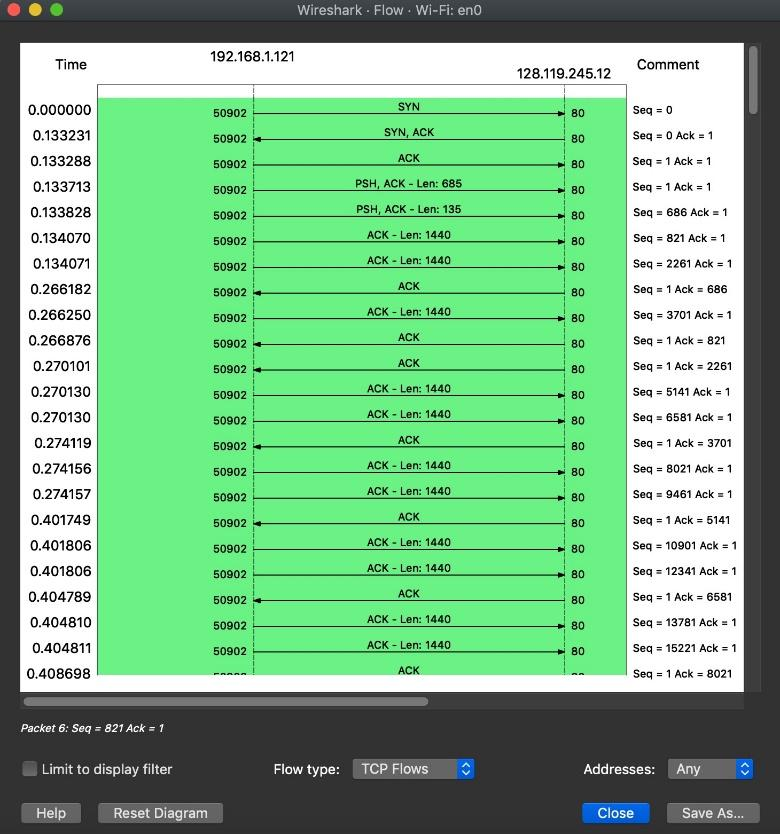 Wireshark · Flow · Wi-Fi: en0
Time 192.168.1.121 128.119.245.12 Comment
0.000000 50902 SYN 80 Seq = 0
0.133231 50902 SYN, ACK 80 Seq = 0 Ack = 1
0.133288 50902 ACK 80 Seq = 1 Ack = 1
0.133713 50902 PSH, ACK - Len: 685 80 Seq = 1 Ack = 1
0.133828 50902 PSH, ACK - Len: 135 80 Seq = 686 Ack = 1
0.134070 50902 ACK - Len: 1440 80 Seq = 821 Ack = 1
0.134071 50902 ACK - Len: 1440 80 Seq = 2261 Ack = 1
0.266182 50902 ACK 80 Seq = 1 Ack = 686
0.266250 50902 ACK - Len: 1440 80 Seq = 3701 Ack = 1
0.266876 50902 ACK 80 Seq = 1 Ack = 821
0.270101 50902 ACK 80 Seq = 1 Ack = 2261
0.270130 50902 ACK - Len: 1440 80 Seq = 5141 Ack = 1
0.270130 50902 ACK - Len: 1440 80 Seq = 6581 Ack = 1
0.274119 50902 ACK 80 Seq = 1 Ack = 3701
0.274156 50902 ACK - Len: 1440 80 Seq = 8021 Ack = 1
0.274157 50902 ACK - Len: 1440 80 Seq = 9461 Ack = 1
0.401749 50902 ACK 80 Seq = 1 Ack = 5141
0.401806 50902 ACK - Len: 1440 80 Seq = 10901 Ack = 1
0.401806 50902 ACK - Len: 1440 80 Seq = 12341 Ack = 1
0.404789 50902 ACK 80 Seq = 1 Ack = 6581
0.404810 50902 ACK - Len: 1440 80 Seq = 13781 Ack = 1
0.404811 50902 ACK - Len: 1440 80 Seq = 15221 Ack = 1
0.408698 ACK Seq = 1 Ack = 8021
Packet 6: Seq = 821 Ack = 1
Limit to display filter Flow type: TCP Flows Addresses: Any
Help Reset Diagram Close Save As...